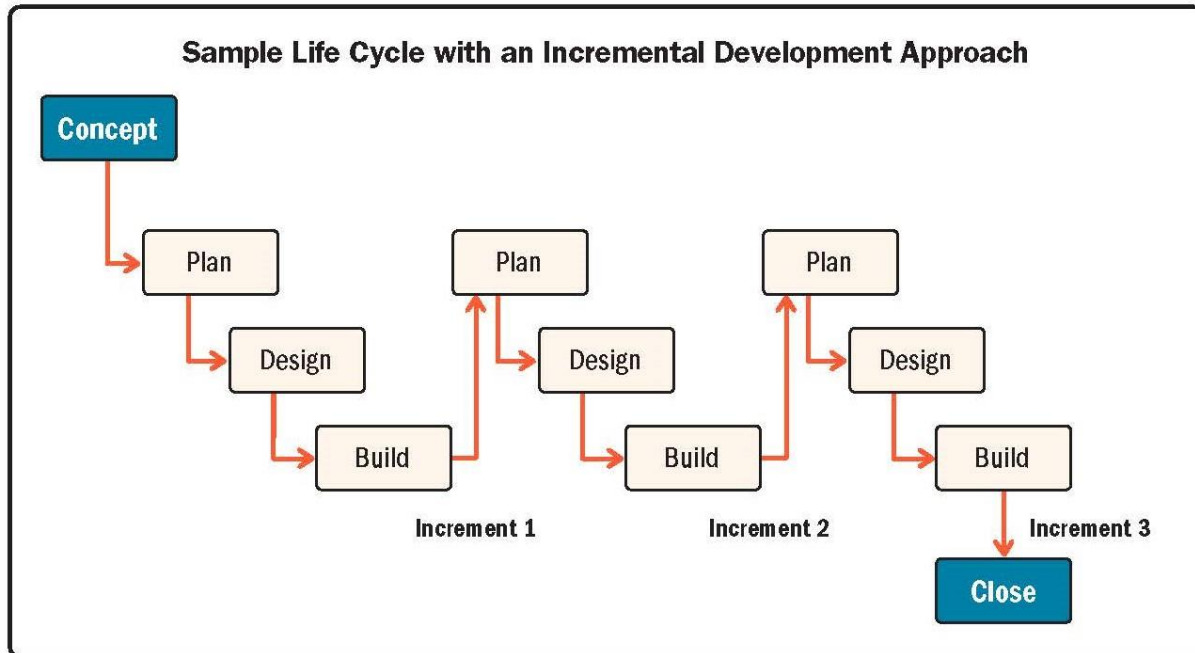 Sample Life Cycle with an Incremental Development Approach
Concept
Plan
Design
Build
Increment 1
Plan
Design
Build
Increment 2
Plan
Design
Build
Increment 3
Close